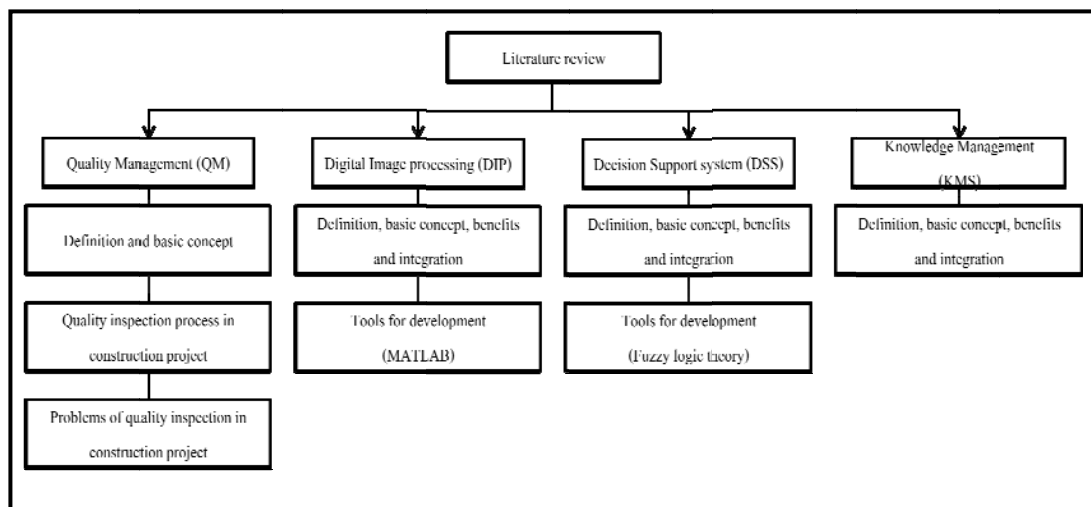 Literature review
Quality Management (QM)
Digital Image processing (DIP)
Decision Support system (DSS)
Knowledge Management
(KMS)
Definition and basic concept
Definition, basic concept, benefits
and integration
Definition, basic concept, benefits
and integration
Definition, basic concept, benefits
and integration
Quality inspection process in
construction project
Tools for development
(MATLAB)
Tools for development
(Fuzzy logic theory)
Problems of quality inspection in
construction project